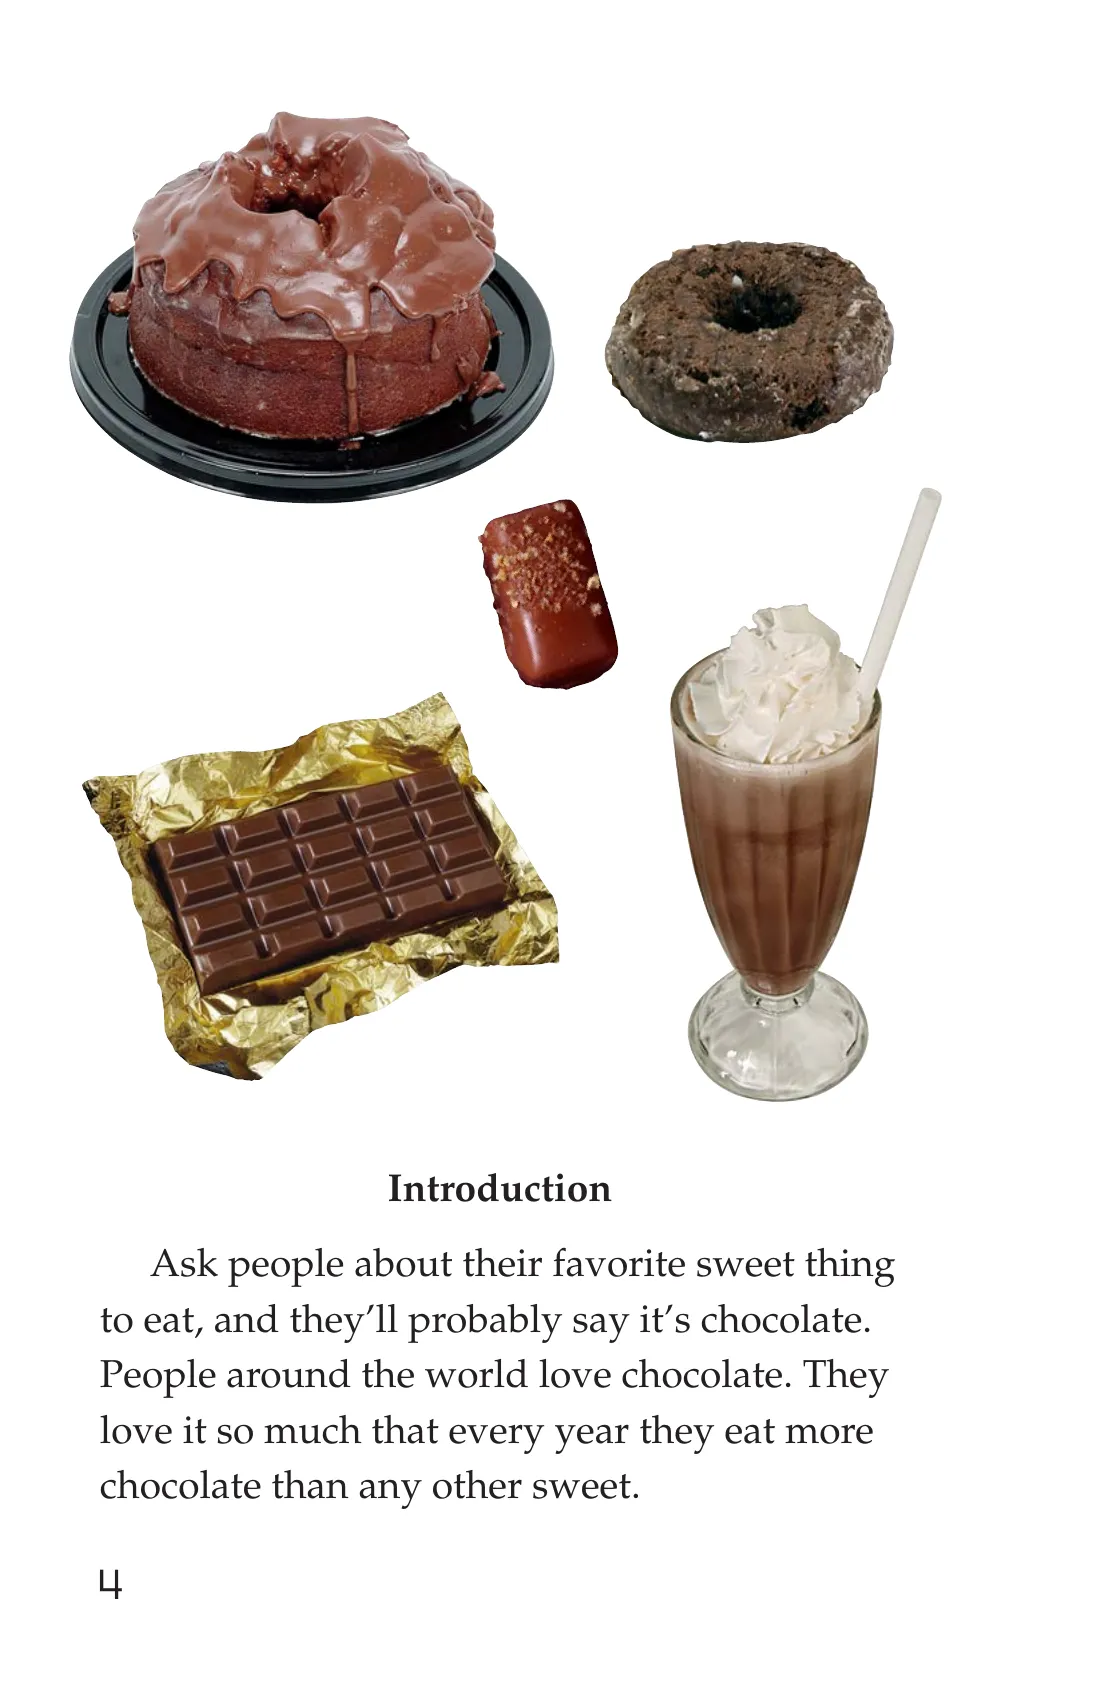 Introduction
Ask people about their favorite sweet thing
to eat, and they’ll probably say it’s chocolate.
People around the world love chocolate. They
love it so much that every year they eat more
chocolate than any other sweet.
4